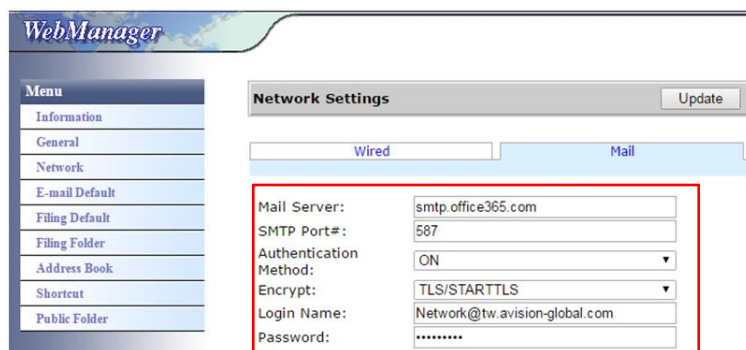 WebManager
Menu
Information
General
Network
E-mail Default
Filing Default
Filing Folder
Address Book
Shortcut
Public Folder
Network Settings Update
Wired Mail
Mail Server: smtp.office365.com
SMTP Port#: 587
Authentication
Method: ON
Encrypt: TLS/STARTTLS
Login Name: Network@tw.avision-global.com
Password: •••••••••